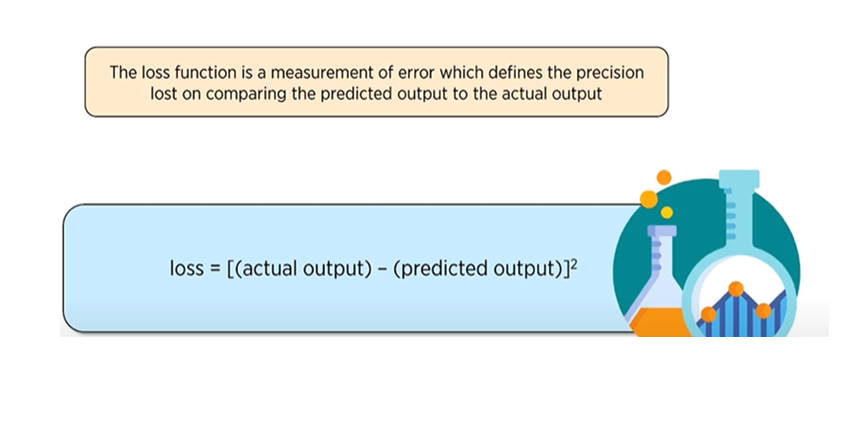 The loss function is a measurement of error which defines the precision
lost on comparing the predicted output to the actual output
loss = [(actual output) – (predicted output)]²